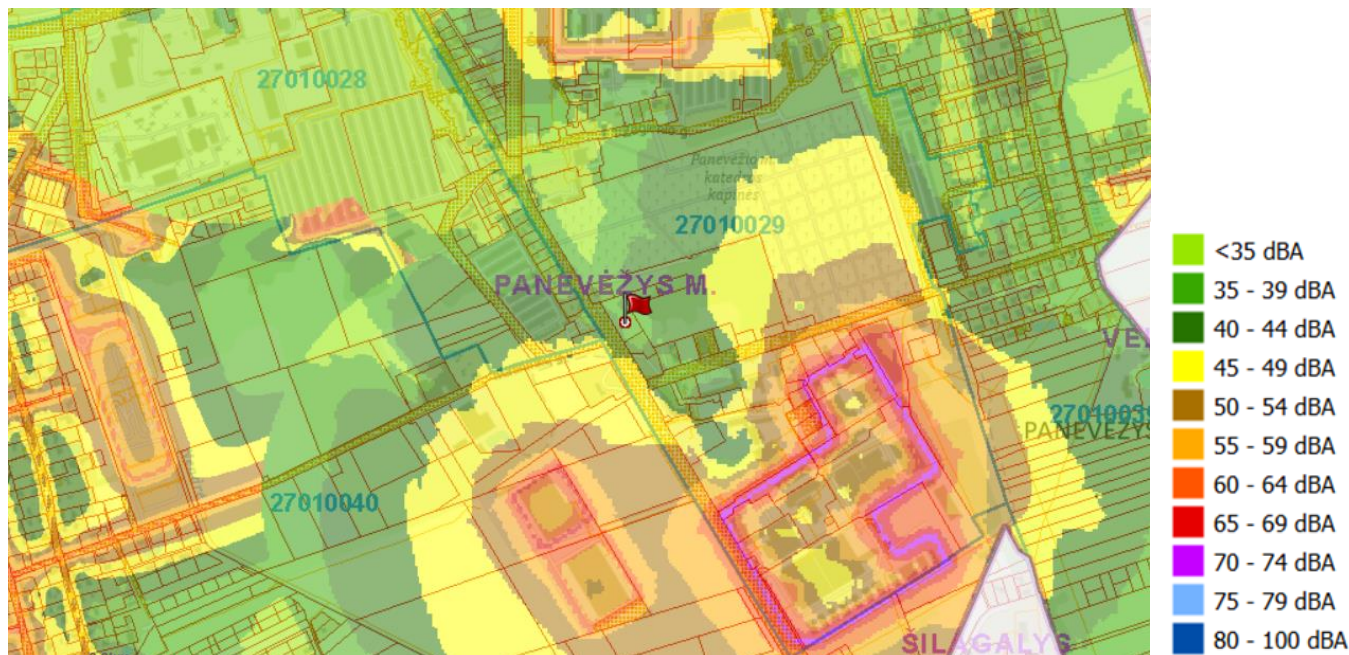 27010028
Panevėžio
katedros
kapinės
27010029
PANEVĖŽYS M.
27010040
2701003
PANEVĖŽYS
ŠILAGALYS
<35 dBA
35 - 39 dBA
40 - 44 dBA
45 - 49 dBA
50 - 54 dBA
55 - 59 dBA
60 - 64 dBA
65 - 69 dBA
70 - 74 dBA
75 - 79 dBA
80 - 100 dBA